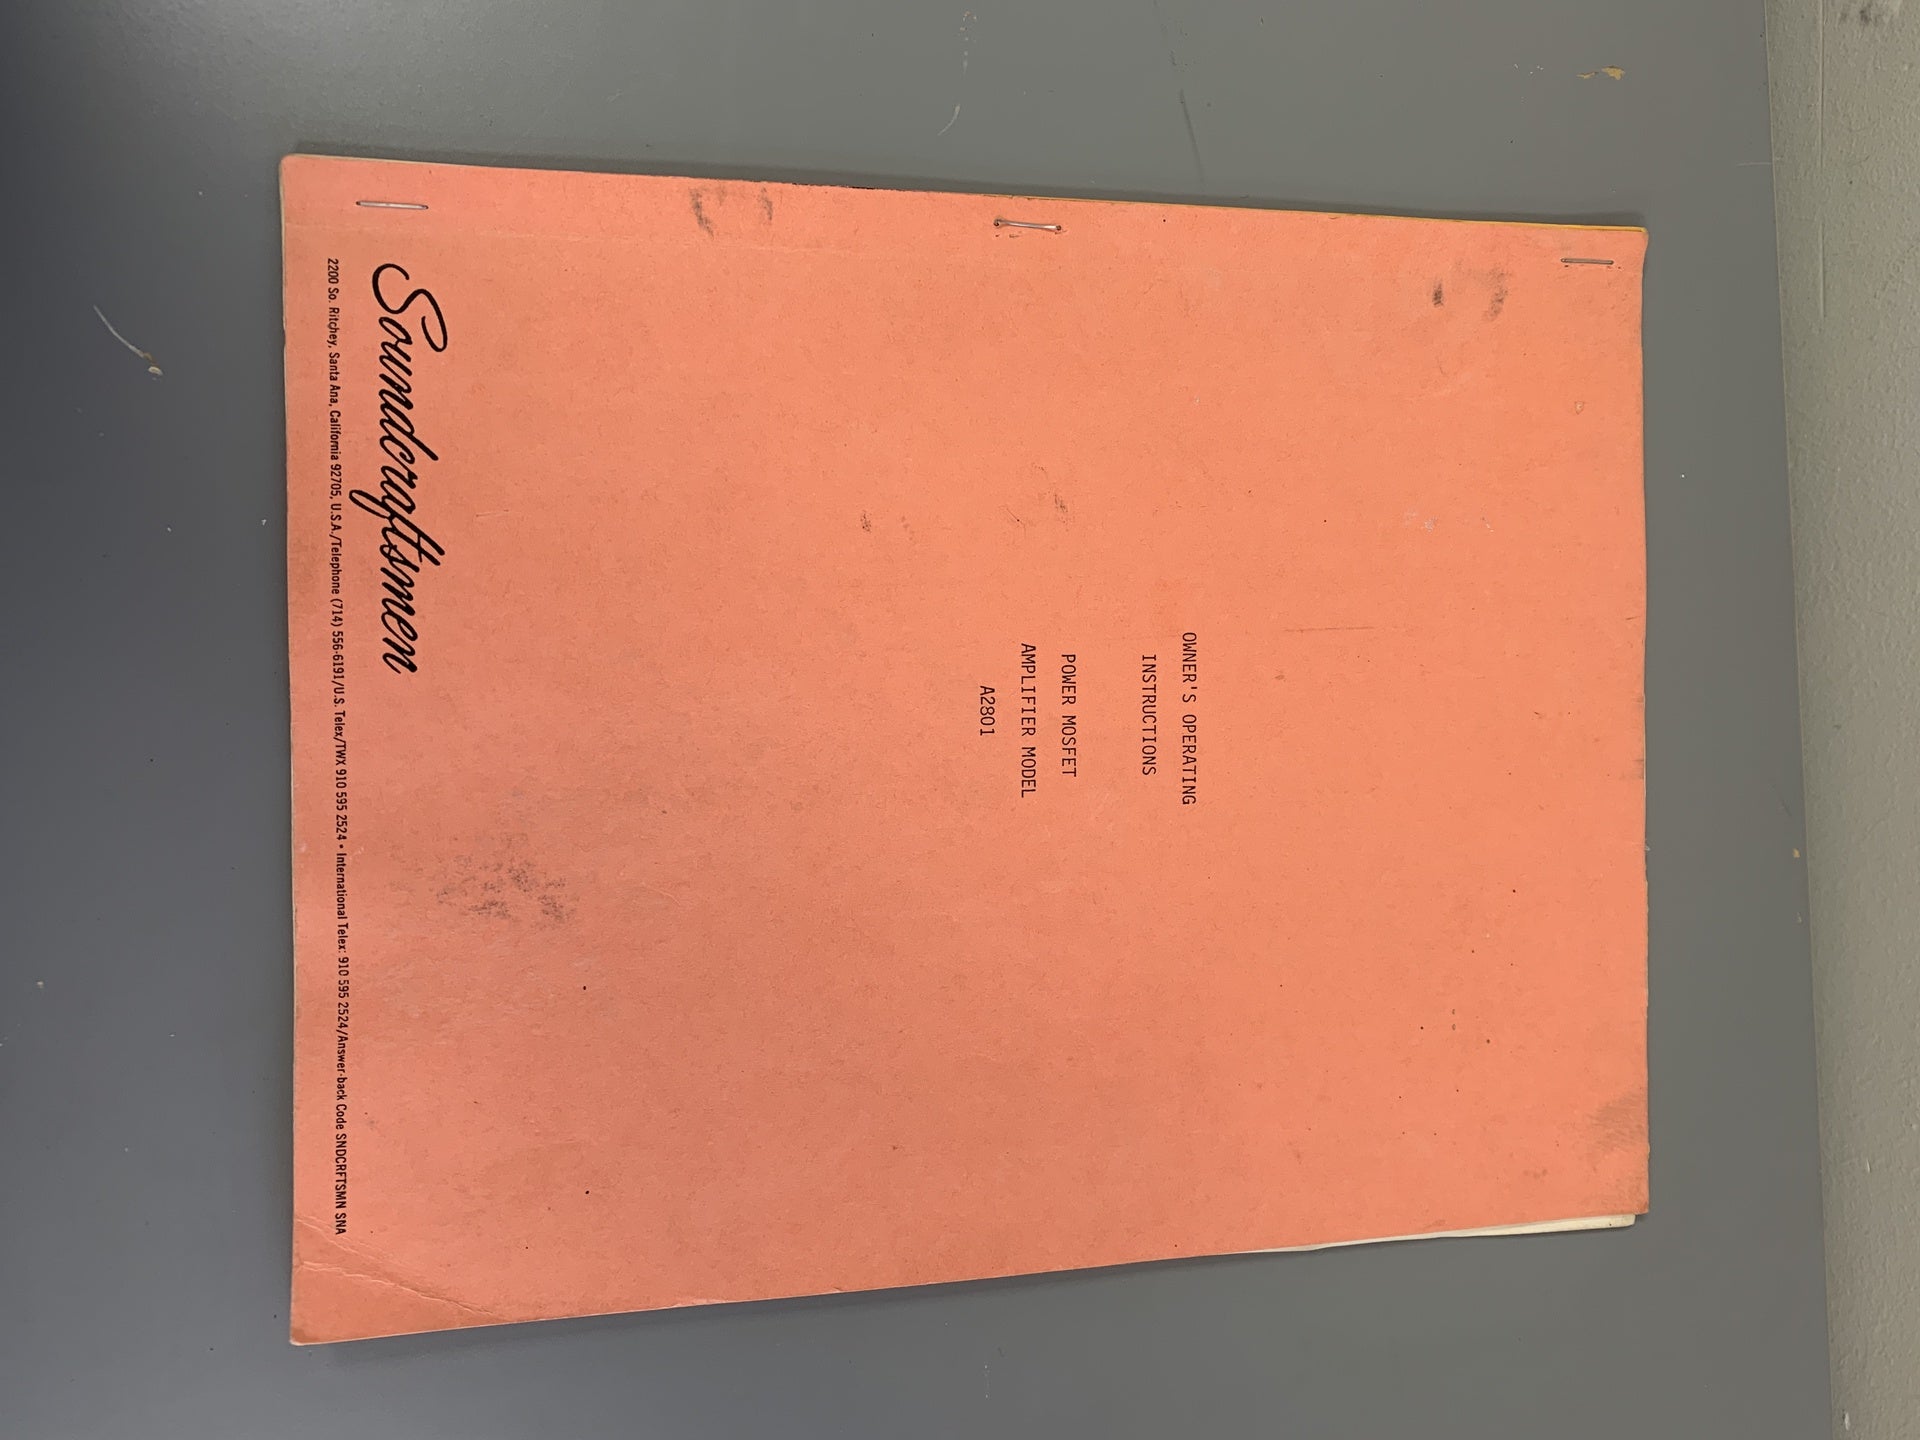 OWNER'S OPERATING
INSTRUCTIONS
POWER MOSFET
AMPLIFIER MODEL
A2801
Soundcraftsmen
2200 So. Ritchey, Santa Ana, California 92705, U.S.A./Telephone (714) 556-6191/U.S. Telex/TWX 910 595 2524 • International Telex: 910 595 2524/Answer-back Code SNDCRFTSMN SNA